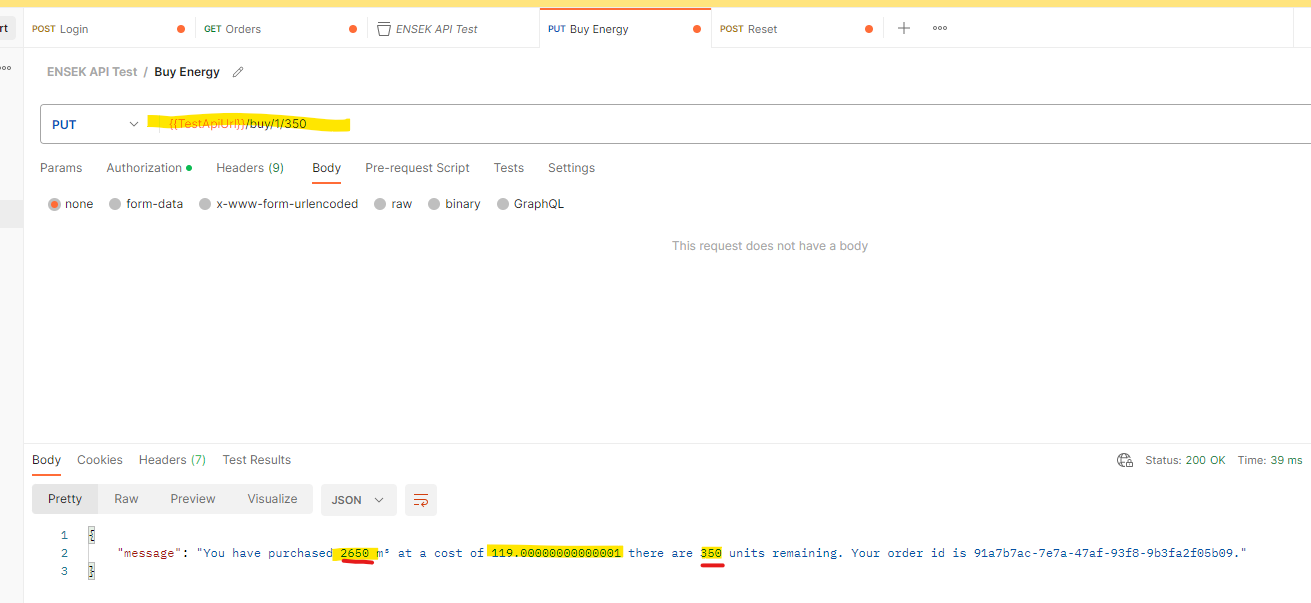 rt
POST Login GET Orders ENSEK API Test PUT Buy Energy POST Reset
ENSEK API Test / Buy Energy
PUT {{TestApiUrl}}/buy/1/350
Params Authorization Headers (9) Body Pre-request Script Tests Settings
none form-data x-www-form-urlencoded raw binary GraphQL
This request does not have a body
Body Cookies Headers (7) Test Results Status: 200 OK Time: 39 ms
Pretty Raw Preview Visualize JSON
1 {
2 "message": "You have purchased 2650 m³ at a cost of 119.00000000000001 there are 350 units remaining. Your order id is 91a7b7ac-7e7a-47af-93f8-9b3fa2f05b09."
3 }